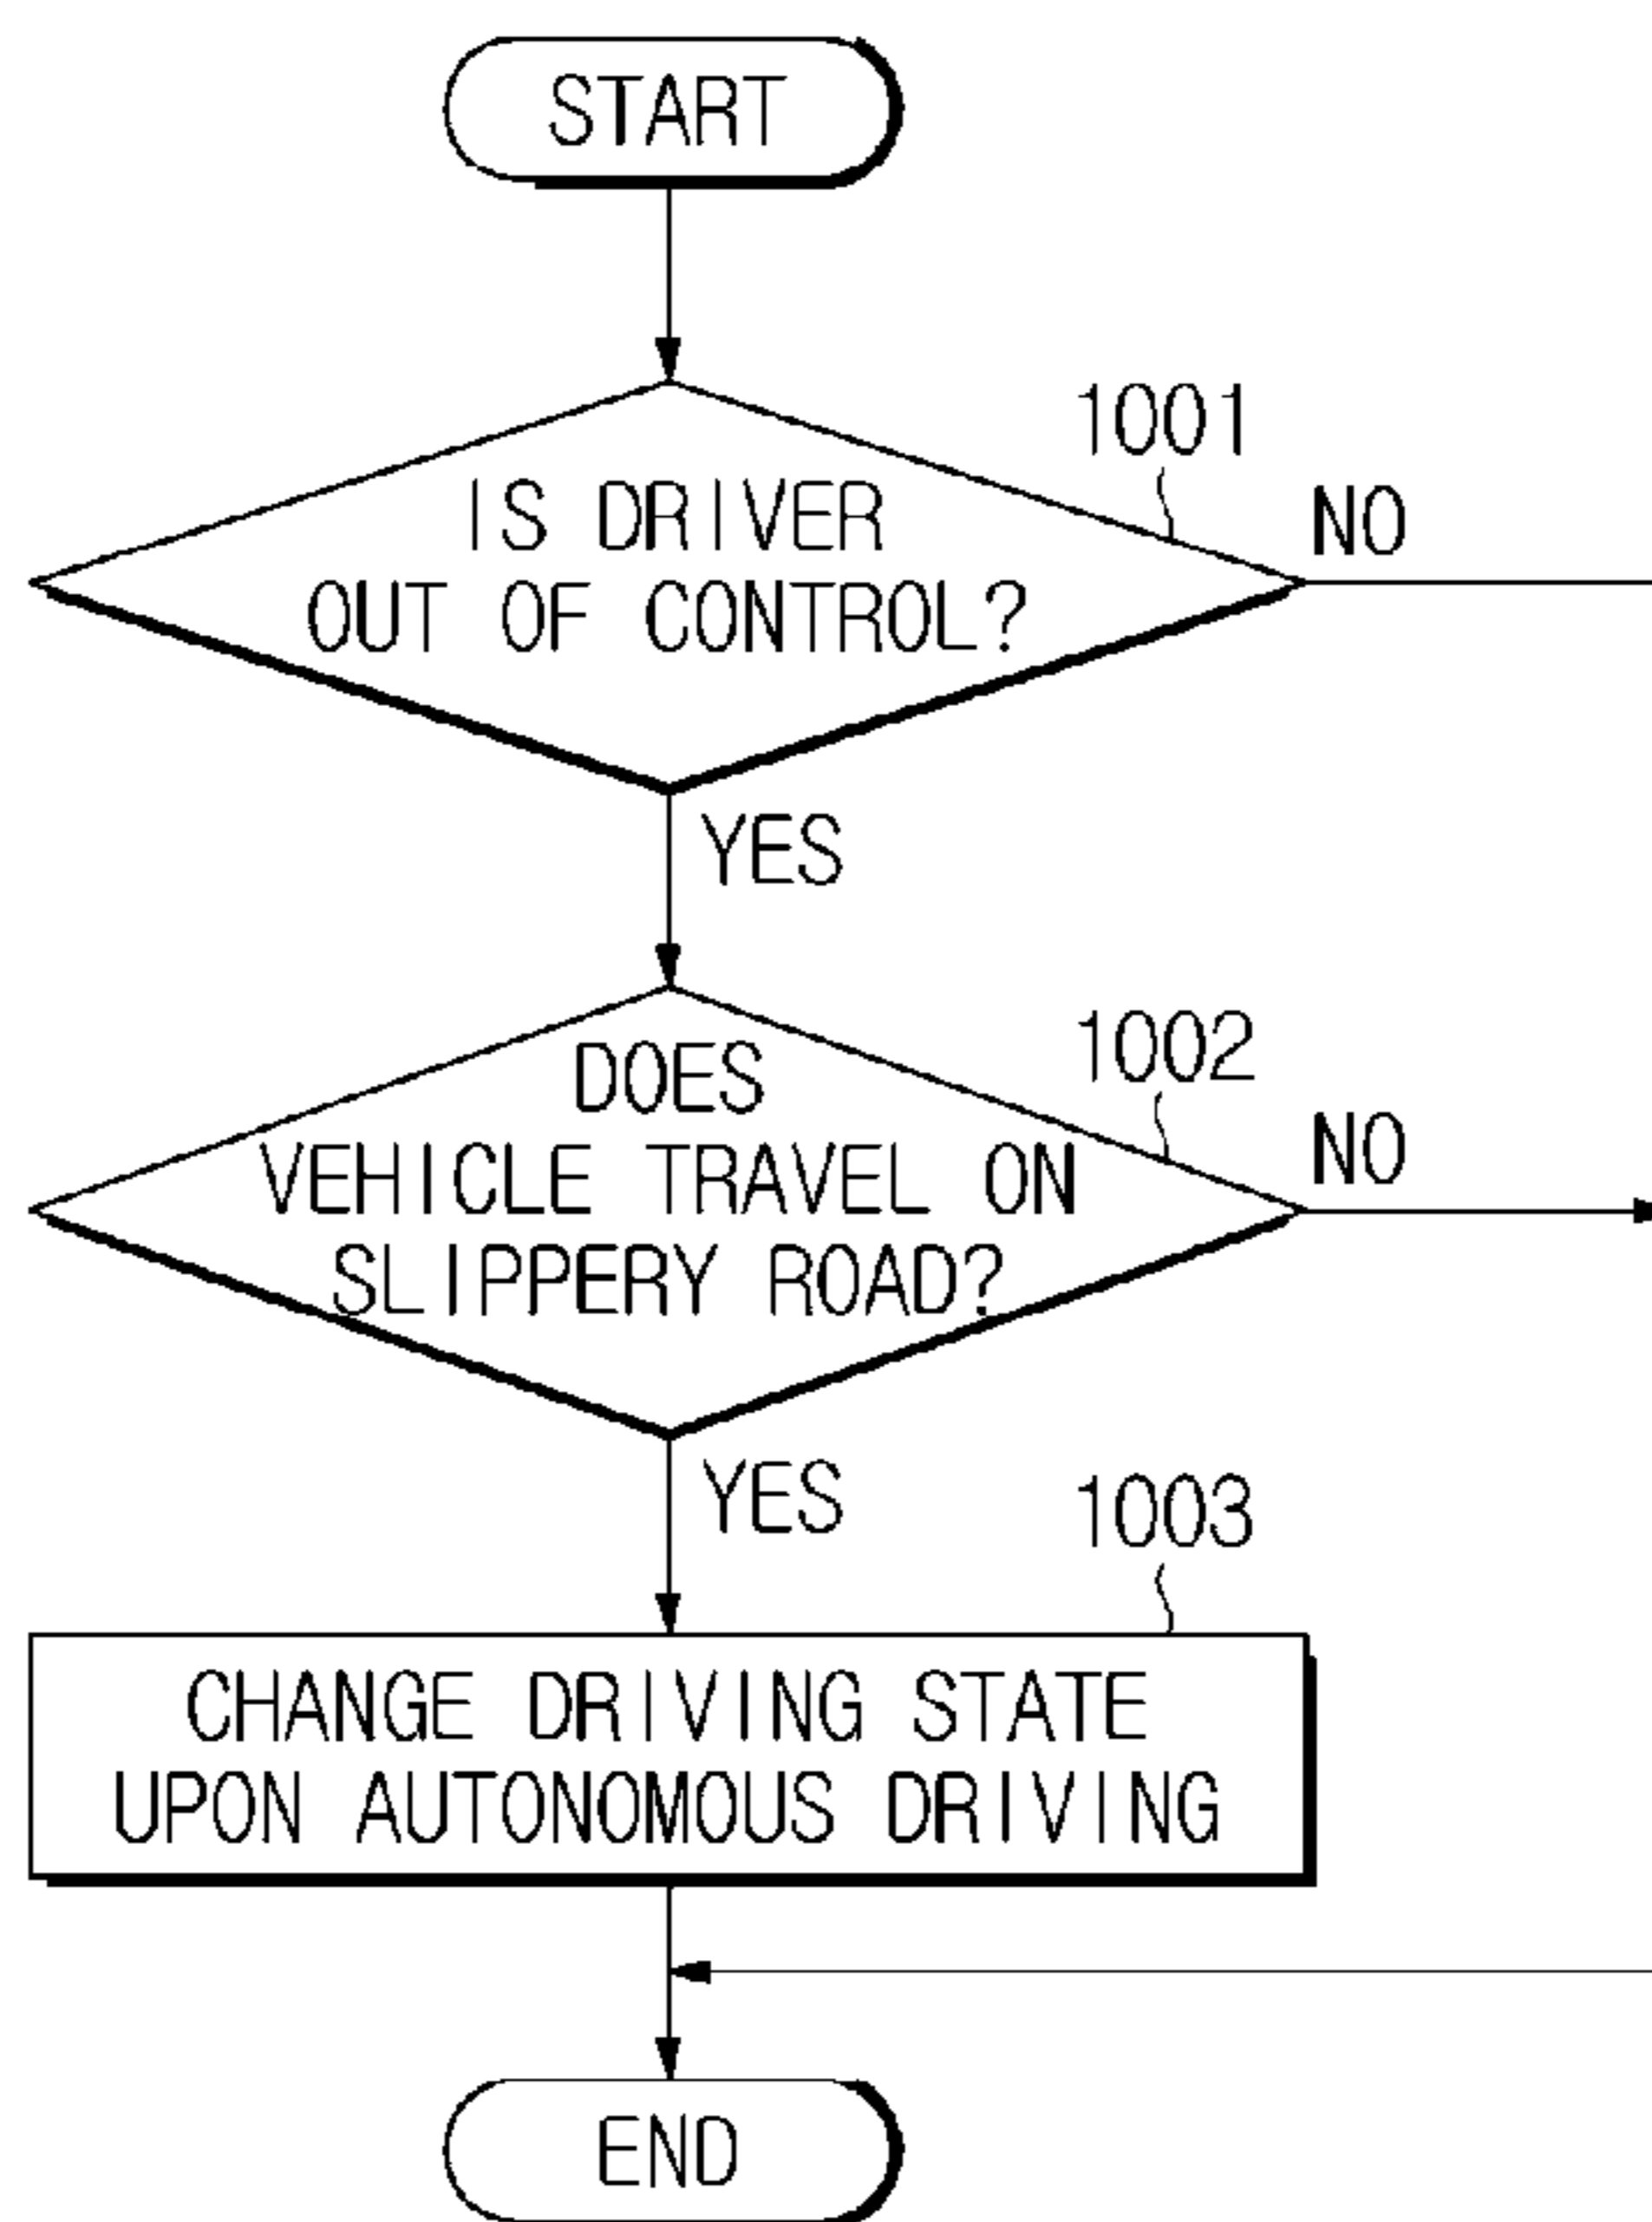 START
1001
IS DRIVER
OUT OF CONTROL?
NO
YES
1002
DOES
VEHICLE TRAVEL ON
SLIPPERY ROAD?
NO
YES
1003
CHANGE DRIVING STATE
UPON AUTONOMOUS DRIVING
END